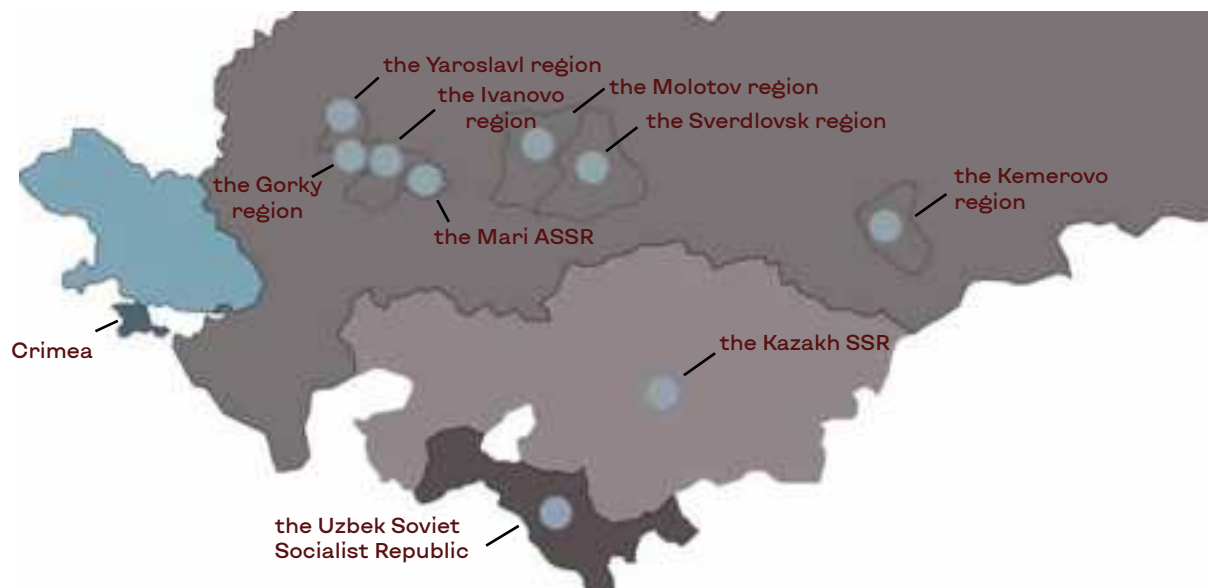 the Yaroslavl region
the Ivanovo
region
the Molotov region
the Sverdlovsk region
the Gorky
region
the Mari ASSR
the Kemerovo
region
Crimea
the Kazakh SSR
the Uzbek Soviet
Socialist Republic